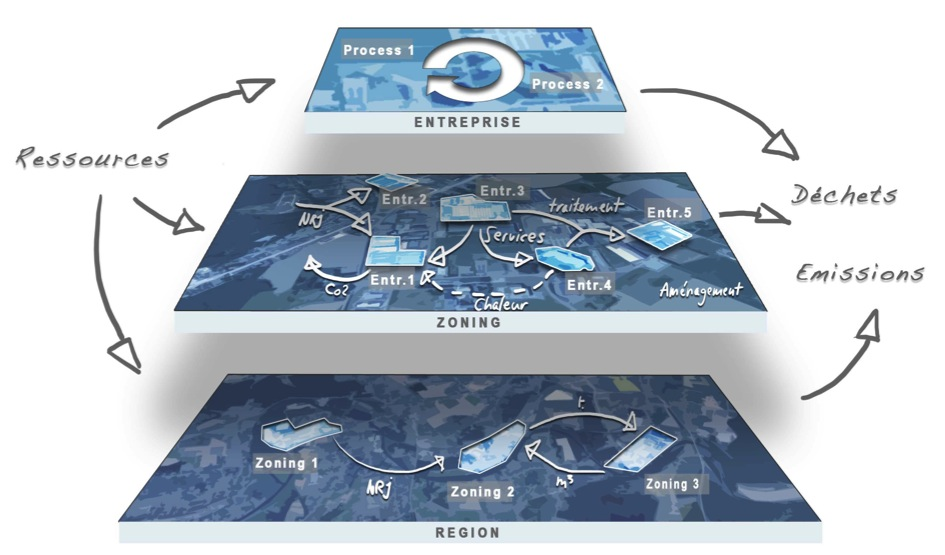 Process 1
Process 2
ENTREPRISE
Ressources
Déchets
Emissions
Entr.2
Entr.3
traitement
Entr.5
NRJ
Services
Entr.1
Entr.4
Co2
Chaleur
Aménagement
ZONING
t.
Zoning 1
Zoning 2
Zoning 3
NRj
m³
REGION